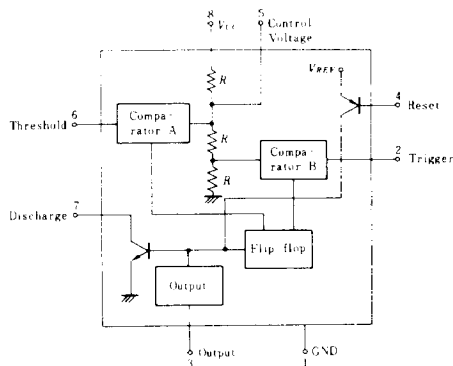 8 5
VCC Control
Voltage
R
VREF
4
Reset
6
Threshold
Compa-
rator A
R
2
Trigger
Compa-
rator B
R
7
Discharge
Flip flop
Output
Output GND
3 1